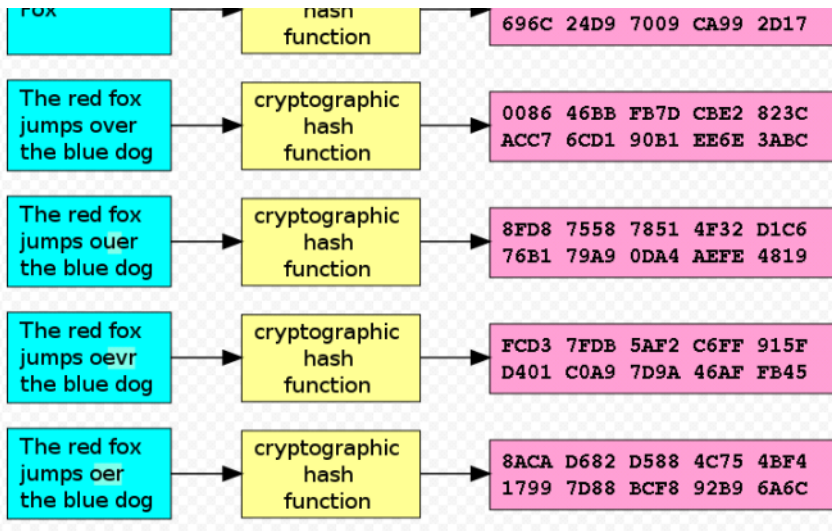 Fox
hash
function
696C 24D9 7009 CA99 2D17
The red fox
jumps over
the blue dog
cryptographic
hash
function
0086 46BB FB7D CBE2 823C
ACC7 6CD1 90B1 EE6E 3ABC
The red fox
jumps ouer
the blue dog
cryptographic
hash
function
8FD8 7558 7851 4F32 D1C6
76B1 79A9 0DA4 AEFE 4819
The red fox
jumps oevr
the blue dog
cryptographic
hash
function
FCD3 7FDB 5AF2 C6FF 915F
D401 C0A9 7D9A 46AF FB45
The red fox
jumps oer
the blue dog
cryptographic
hash
function
8ACA D682 D588 4C75 4BF4
1799 7D88 BCF8 92B9 6A6C